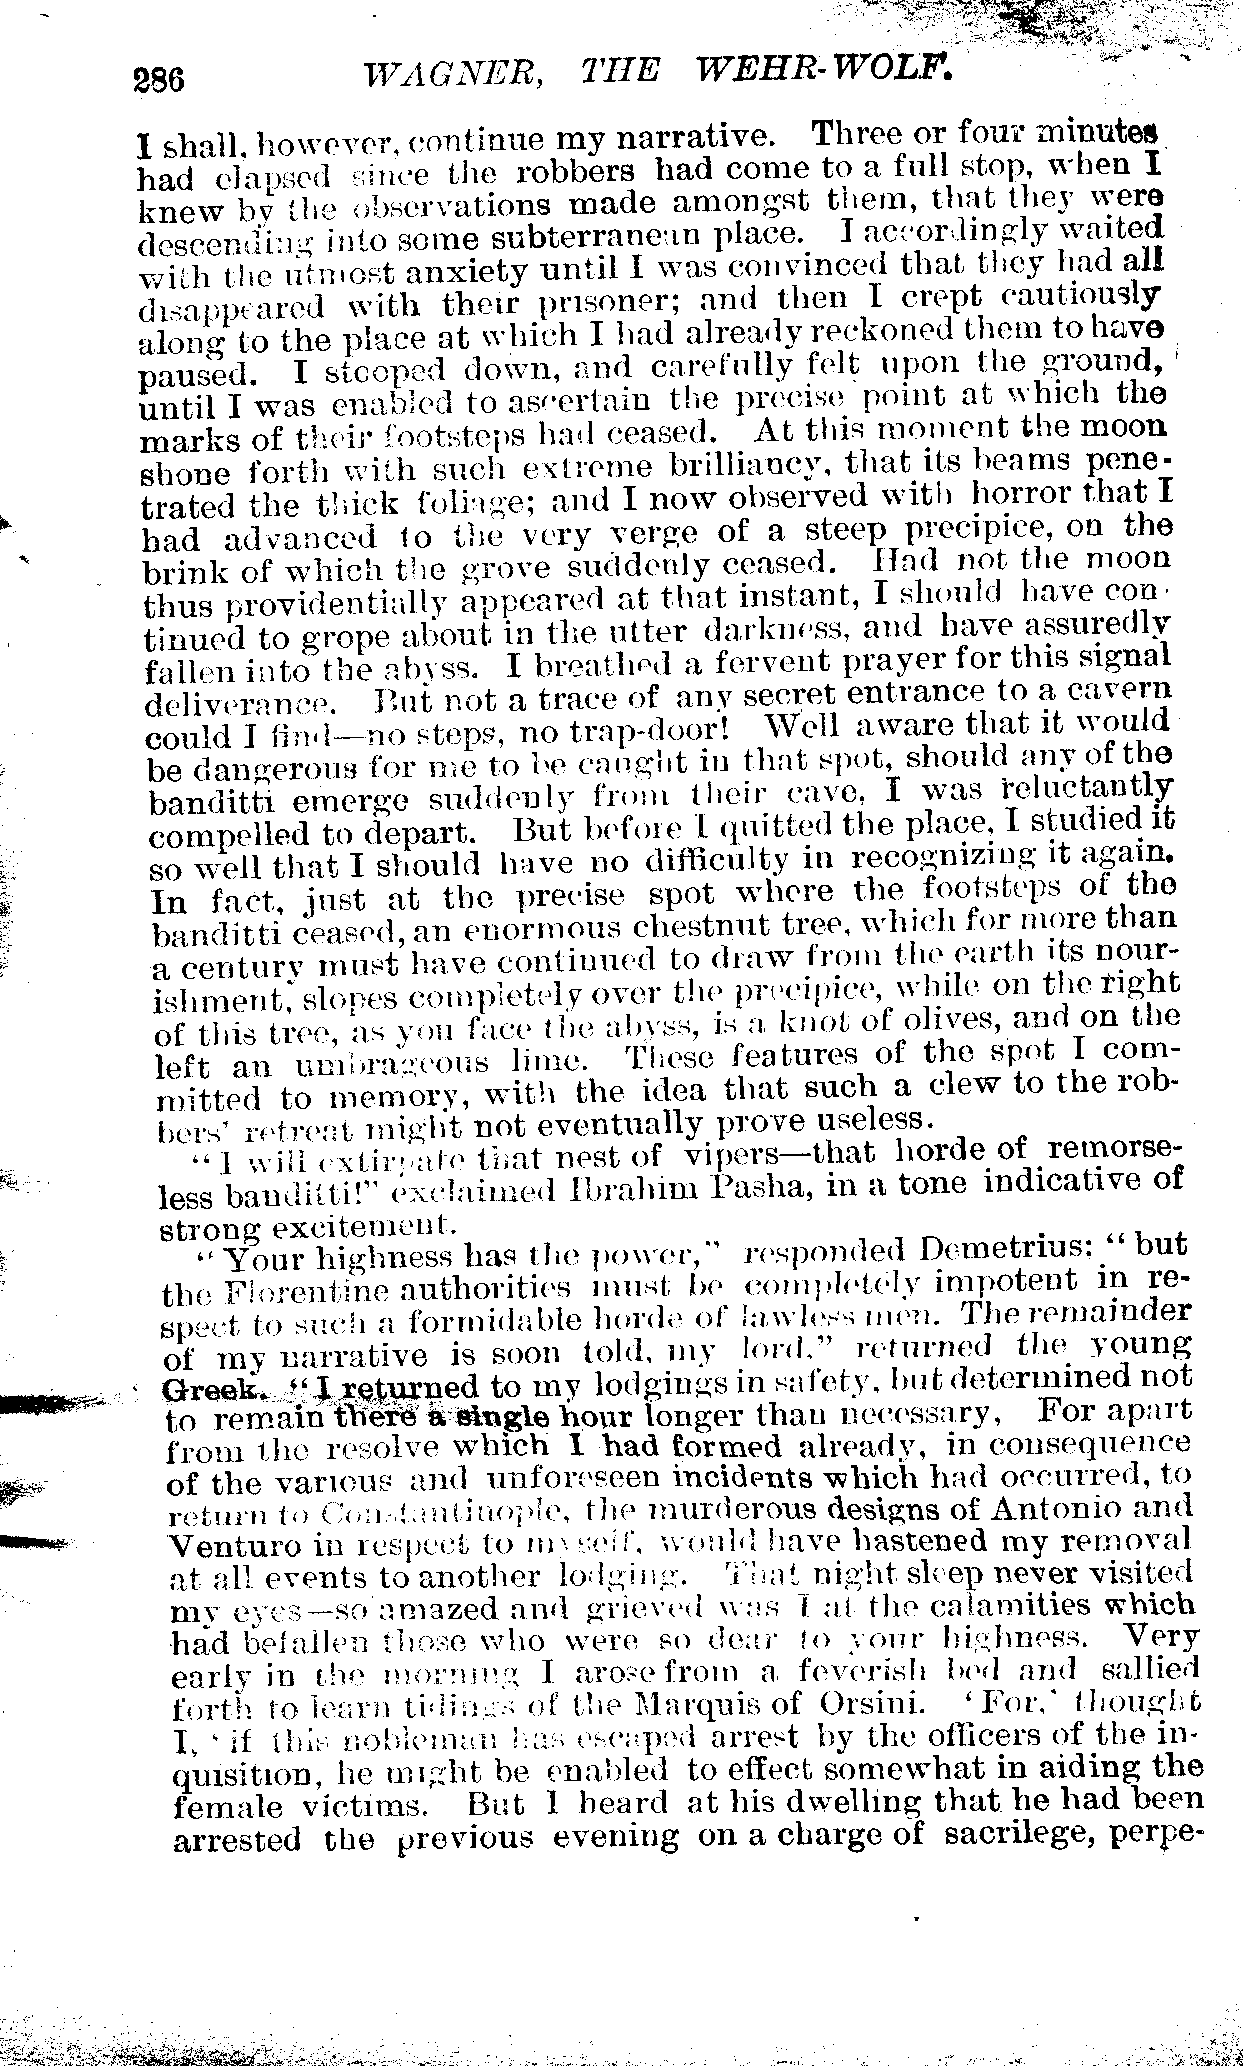 286 WAGNER, THE WEHR-WOLF.
I shall, however, continue my narrative. Three or four minutes
had elapsed since the robbers had come to a full stop, when I
knew by the observations made amongst them, that they were
descending into some subterranean place. I accordingly waited
with the utmost anxiety until I was convinced that they had all
disappeared with their prisoner; and then I crept cautiously
along to the place at which I had already reckoned them to have
paused. I stooped down, and carefully felt upon the ground,
until I was enabled to ascertain the precise point at which the
marks of their footsteps had ceased. At this moment the moon
shone forth with such extreme brilliancy, that its beams pene-
trated the thick foliage; and I now observed with horror that I
had advanced to the very verge of a steep precipice, on the
brink of which the grove suddenly ceased. Had not the moon
thus providentially appeared at that instant, I should have con-
tinued to grope about in the utter darkness, and have assuredly
fallen into the abyss. I breathed a fervent prayer for this signal
deliverance. But not a trace of any secret entrance to a cavern
could I find—no steps, no trap-door! Well aware that it would
be dangerous for me to be caught in that spot, should any of the
banditti emerge suddenly from their cave, I was reluctantly
compelled to depart. But before I quitted the place, I studied it
so well that I should have no difficulty in recognizing it again.
In fact, just at the precise spot where the footsteps of the
banditti ceased, an enormous chestnut tree, which for more than
a century must have continued to draw from the earth its nour-
ishment, slopes completely over the precipice, while on the right
of this tree, as you face the abyss, is a knot of olives, and on the
left an umbrageous lime. These features of the spot I com-
mitted to memory, with the idea that such a clew to the rob-
bers' retreat might not eventually prove useless.
"I will extirpate that nest of vipers—that horde of remorse-
less banditti!" exclaimed Ibrahim Pasha, in a tone indicative of
strong excitement.
"Your highness has the power," responded Demetrius: "but
the Florentine authorities must be completely impotent in re-
spect to such a formidable horde of lawless men. The remainder
of my narrative is soon told, my lord," returned the young
Greek. "I returned to my lodgings in safety, but determined not
to remain there a single hour longer than necessary, For apart
from the resolve which I had formed already, in consequence
of the various and unforeseen incidents which had occurred, to
return to Constantinople, the murderous designs of Antonio and
Venturo in respect to myself, would have hastened my removal
at all events to another lodging. That night sleep never visited
my eyes—so amazed and grieved was I at the calamities which
had befallen those who were so dear to your highness. Very
early in the morning I arose from a feverish bed and sallied
forth to learn tidings of the Marquis of Orsini. 'For,' thought
I, 'if this nobleman has escaped arrest by the officers of the in-
quisition, he might be enabled to effect somewhat in aiding the
female victims. But I heard at his dwelling that he had been
arrested the previous evening on a charge of sacrilege, perpe-